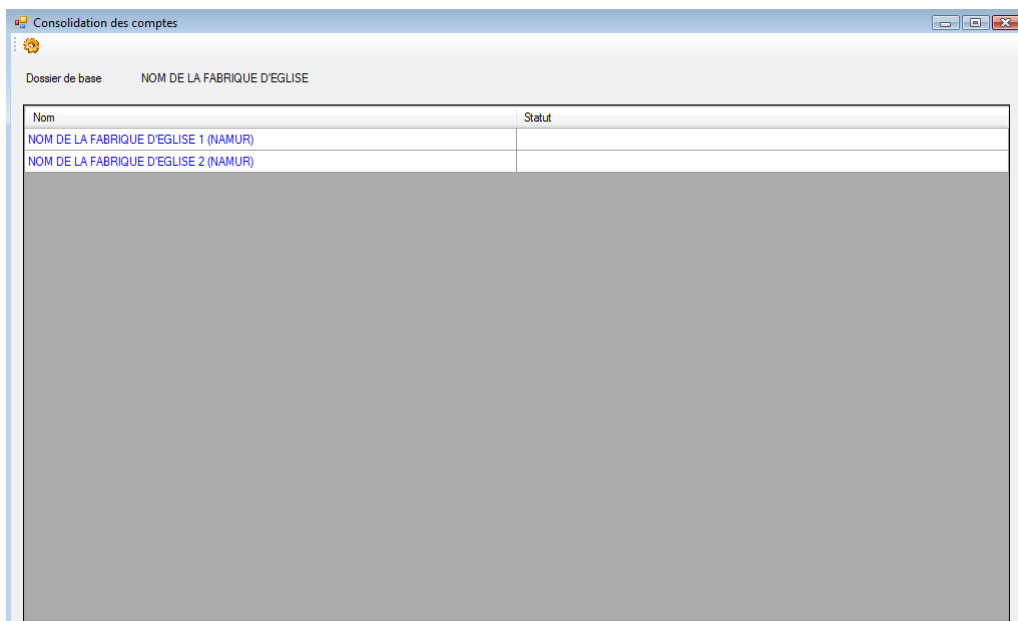 Consolidation des comptes
Dossier de base NOM DE LA FABRIQUE D'EGLISE
Nom Statut
NOM DE LA FABRIQUE D'EGLISE 1 (NAMUR)
NOM DE LA FABRIQUE D'EGLISE 2 (NAMUR)